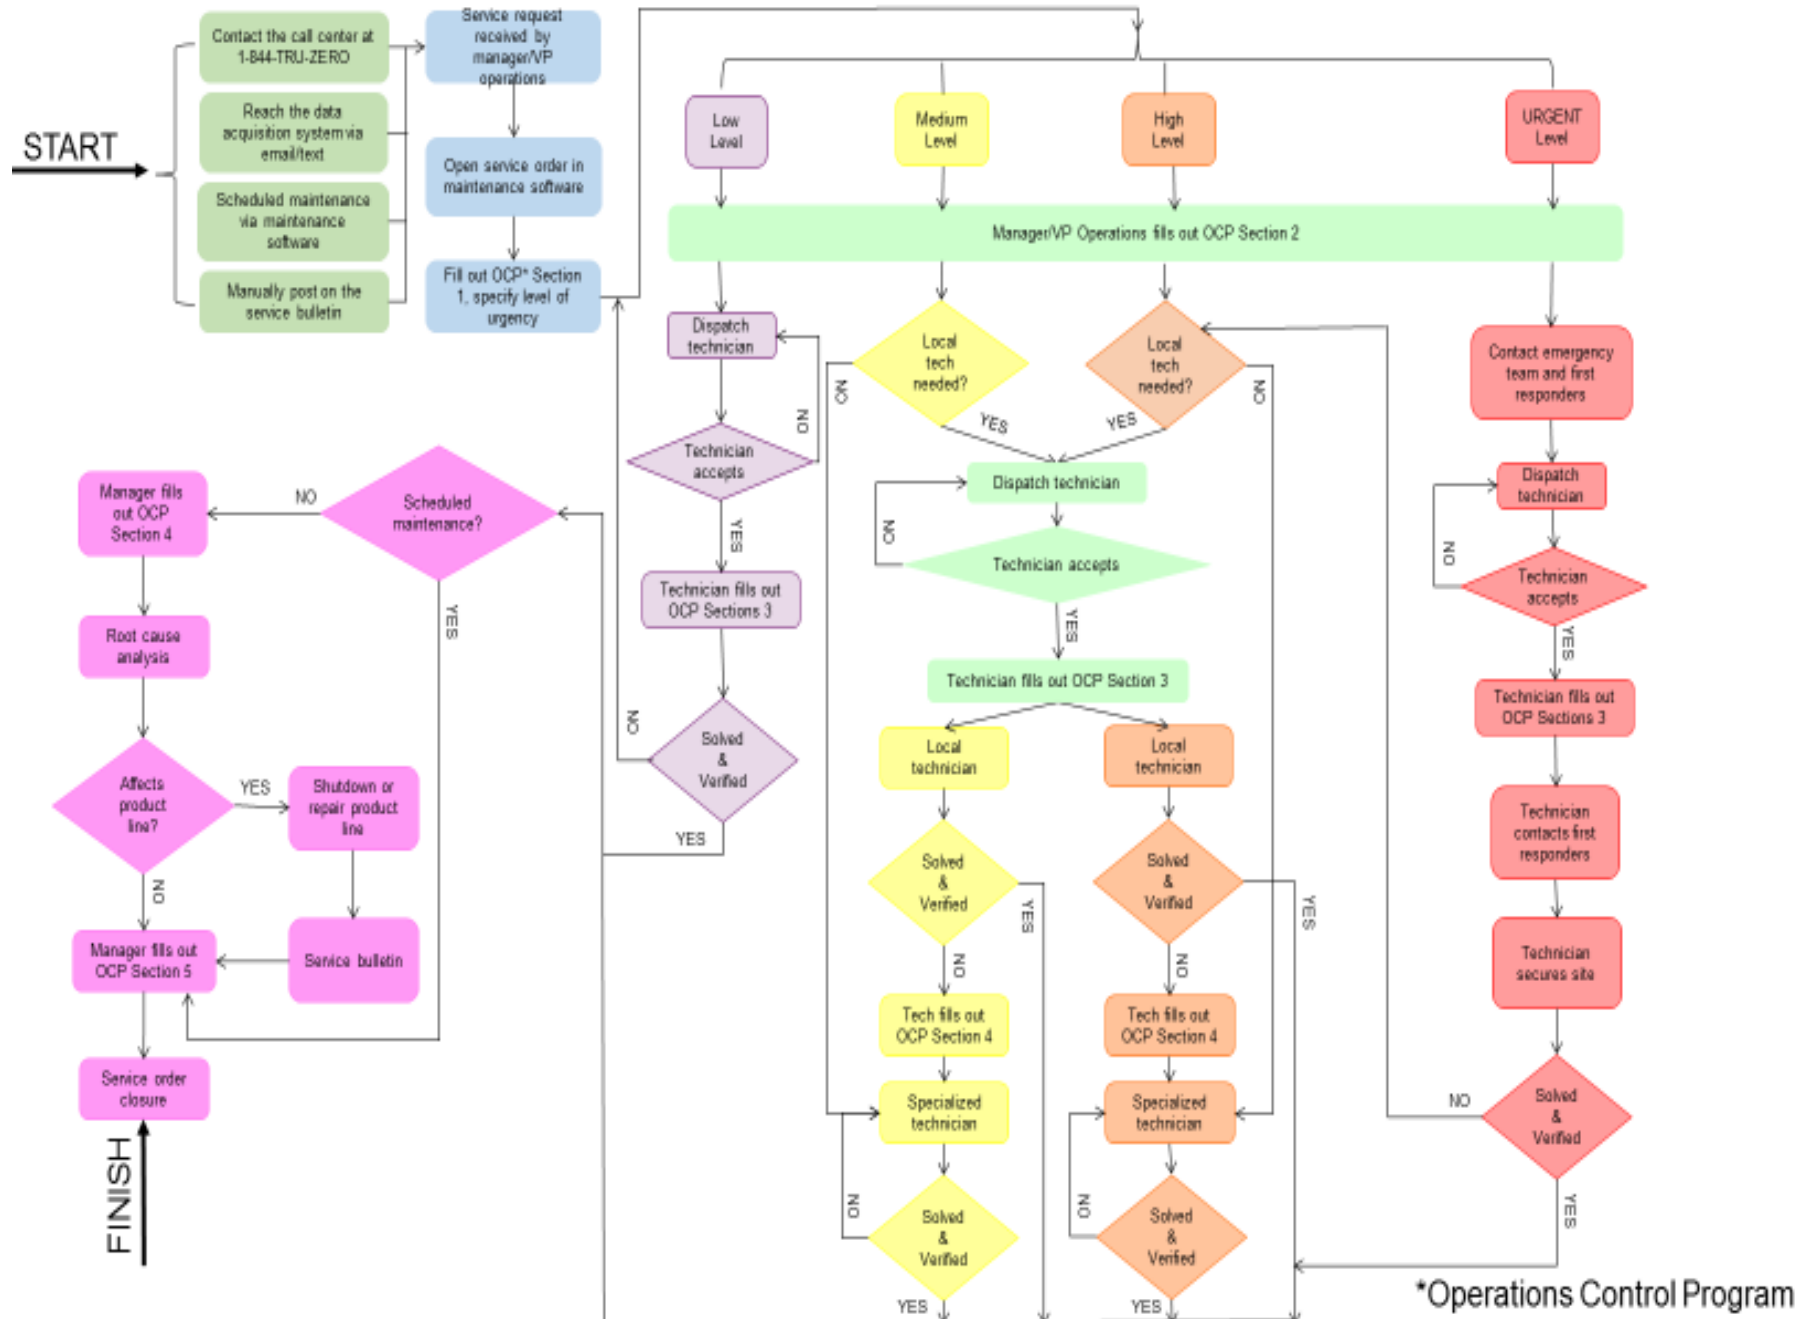 START
Contact the call center at
1-844-TRU-ZERO
Reach the data
acquisition system via
email/text
Scheduled maintenance
via maintenance
software
Manually post on the
service bulletin
Service request
received by
manager/VP
operations
Open service order in
maintenance software
Fill out OCP* Section
1, specify level of
urgency
Low
Level
Medium
Level
High
Level
URGENT
Level
Manager/VP Operations fills out OCP Section 2
Dispatch
technician
NO
Technician
accepts
YES
Technician fills out
OCP Sections 3
NO
Solved
&
Verified
YES
Local
tech
needed?
NO
YES
Local
tech
needed?
NO
YES
Dispatch technician
NO
Technician accepts
YES
Technician fills out OCP Section 3
Local
technician
Solved
&
Verified
YES
NO
Tech fills out
OCP Section 4
Specialized
technician
NO
Solved
&
Verified
YES
Local
technician
Solved
&
Verified
YES
NO
Tech fills out
OCP Section 4
Specialized
technician
NO
Solved
&
Verified
YES
Contact emergency
team and first
responders
Dispatch
technician
NO
Technician
accepts
YES
Technician fills out
OCP Sections 3
Technician
contacts first
responders
Technician
secures site
NO
Solved
&
Verified
YES
Scheduled
maintenance?
NO
YES
Manager fills
out OCP
Section 4
Root cause
analysis
Affects
product
line?
YES
NO
Shutdown or
repair product
line
Service bulletin
Manager fills out
OCP Section 5
Service order
closure
FINISH
*Operations Control Program